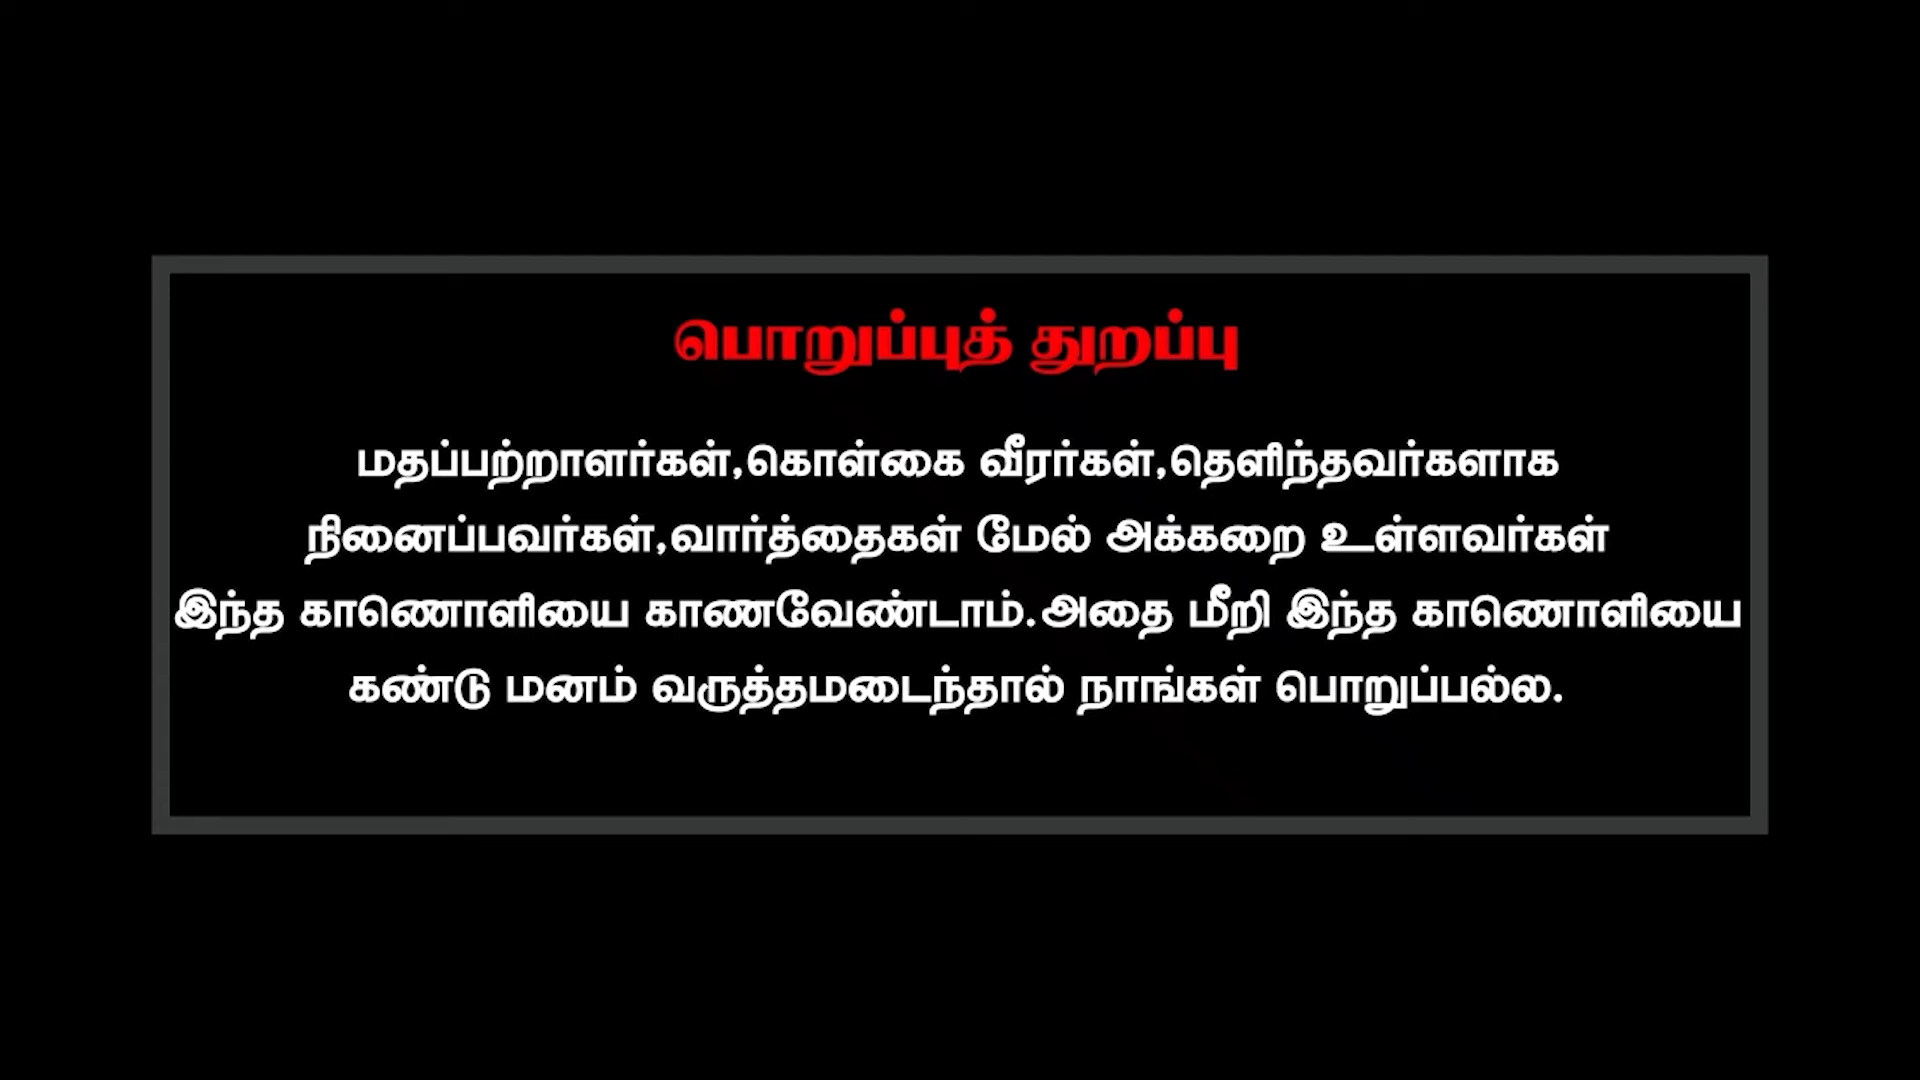 பொறுப்புத் துறப்பு
மதப்பற்றாளர்கள்,கொள்கை வீரர்கள்,தெளிந்தவர்களாக
நினைப்பவர்கள்,வார்த்தைகள் மேல் அக்கறை உள்ளவர்கள்
இந்த காணொளியை காணவேண்டாம்.அதை மீறி இந்த காணொளியை
கண்டு மனம் வருத்தமடைந்தால் நாங்கள் பொறுப்பல்ல.